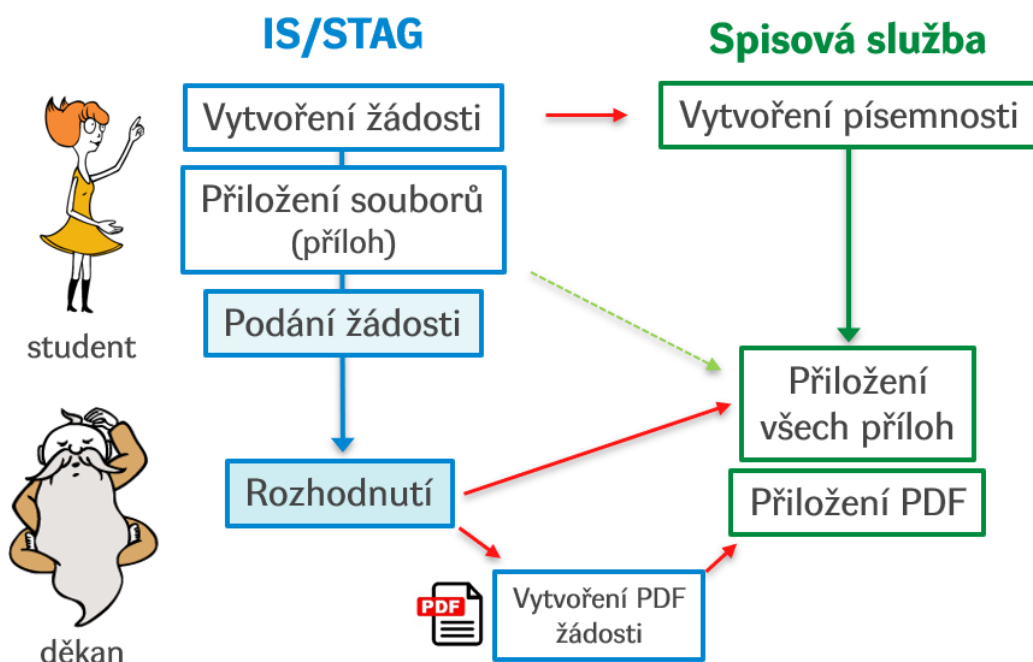 IS/STAG
Spisová služba
Vytvoření žádosti
Vytvoření písemnosti
Přiložení souborů
(příloh)
Podání žádosti
student
Přiložení
všech příloh
Rozhodnutí
Přiložení PDF
PDF
Vytvoření PDF
žádosti
děkan